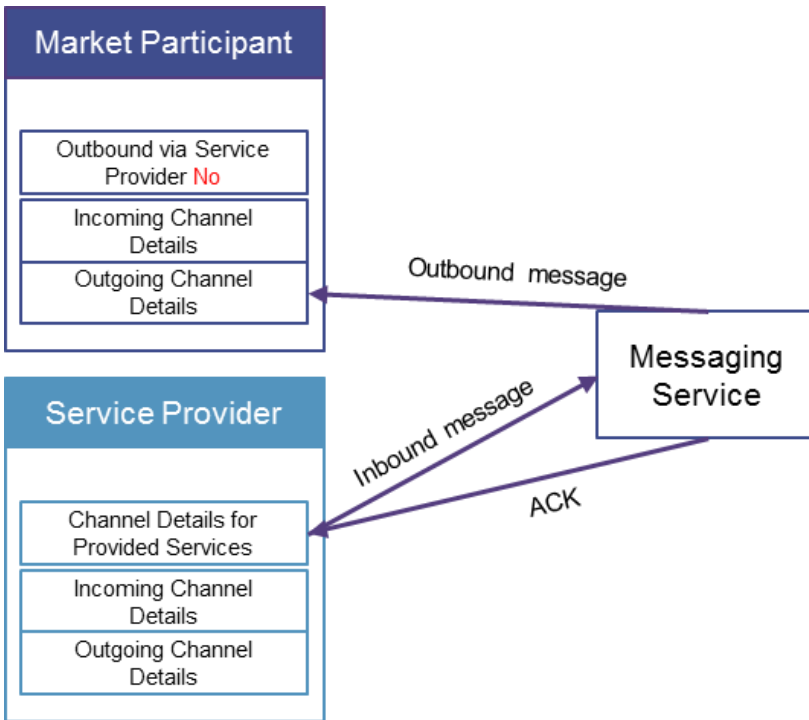 Market Participant
Outbound via Service
Provider No
Incoming Channel
Details
Outgoing Channel
Details
Outbound message
Messaging
Service
Service Provider
Inbound message
Channel Details for
Provided Services
ACK
Incoming Channel
Details
Outgoing Channel
Details